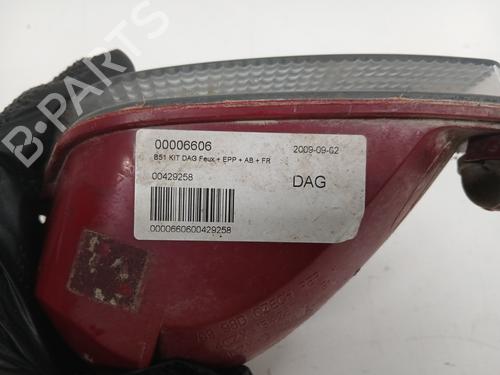 B-PARTS
00006606
2009-09-02
B51 KIT DAG Feux + EPP + AB + FR
00429258
DAG
0000660600429258